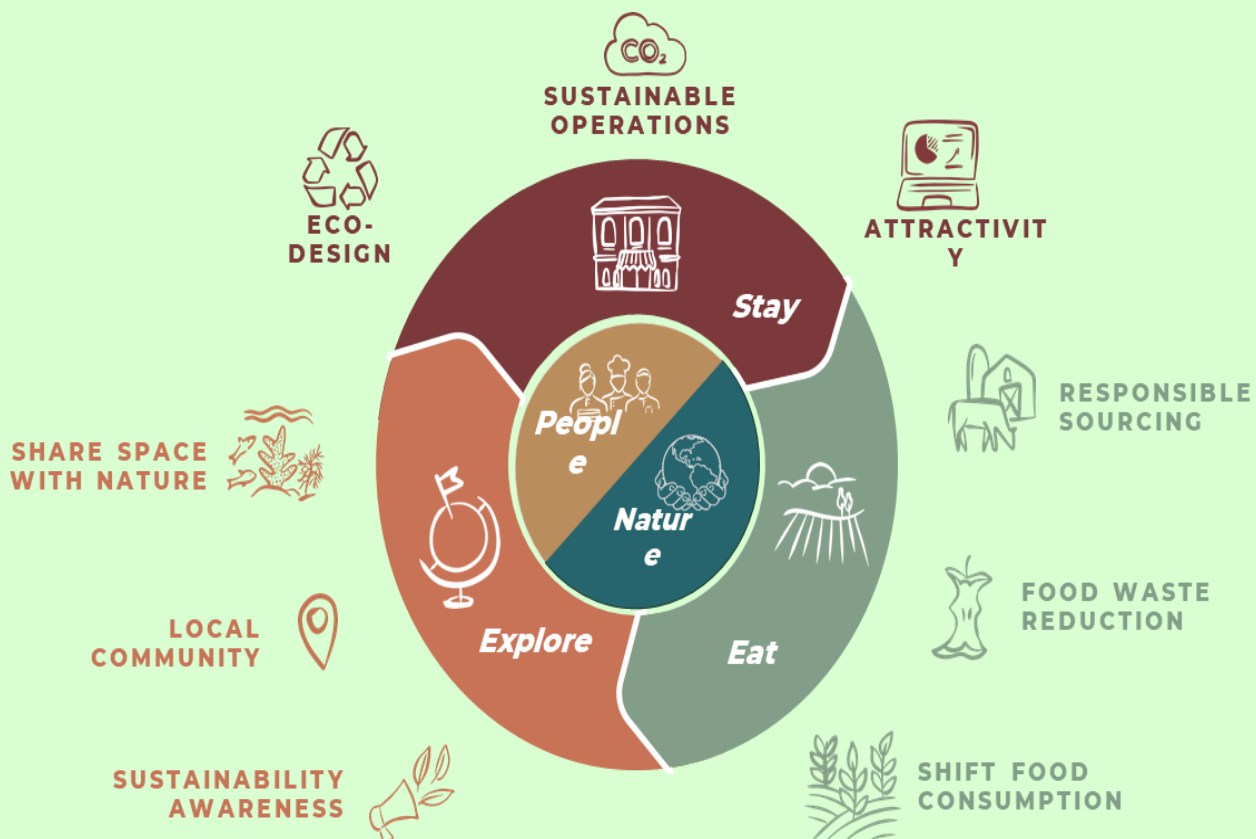 CO₂
SUSTAINABLE
OPERATIONS
ECO-
DESIGN
ATTRACTIVIT
Y
Stay
RESPONSIBLE
SOURCING
SHARE SPACE
WITH NATURE
Peopl
e
Natur
e
FOOD WASTE
REDUCTION
LOCAL
COMMUNITY
Explore
Eat
SUSTAINABILITY
AWARENESS
SHIFT FOOD
CONSUMPTION